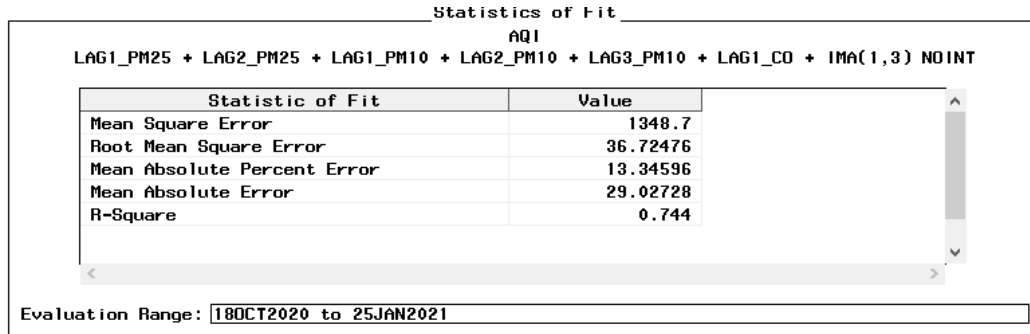 Statistics of Fit
AQI
LAG1_PM25 + LAG2_PM25 + LAG1_PM10 + LAG2_PM10 + LAG3_PM10 + LAG1_CO + IMA(1,3) NOINT
Statistic of Fit Value
Mean Square Error 1348.7
Root Mean Square Error 36.72476
Mean Absolute Percent Error 13.34596
Mean Absolute Error 29.02728
R-Square 0.744
Evaluation Range: 18OCT2020 to 25JAN2021